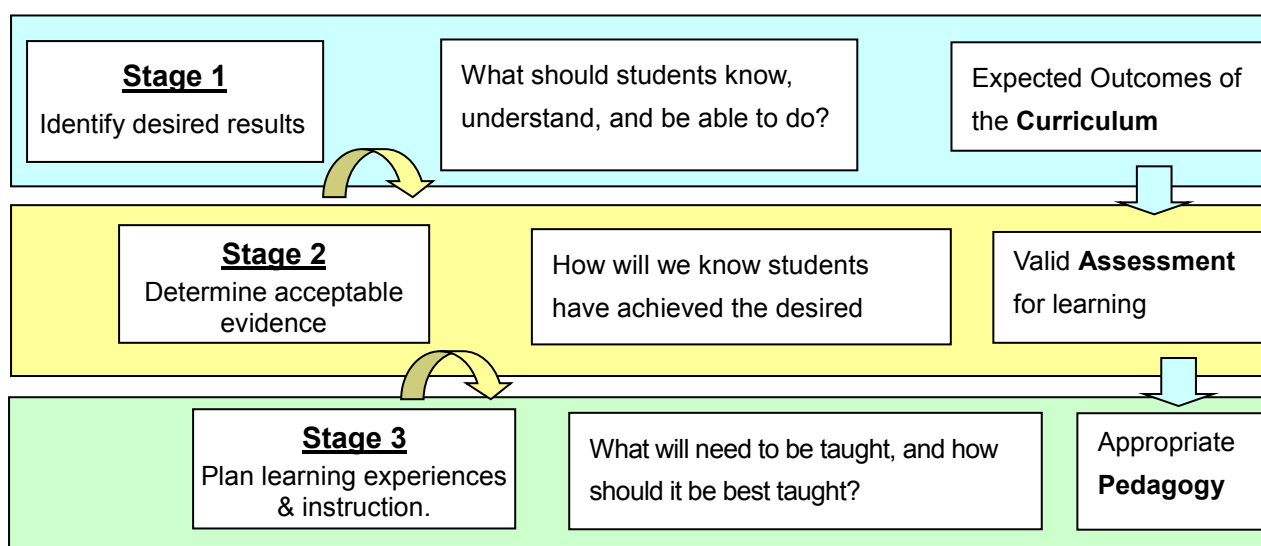 Stage 1
Identify desired results
What should students know,
understand, and be able to do?
Expected Outcomes of
the Curriculum
Stage 2
Determine acceptable
evidence
How will we know students
have achieved the desired
Valid Assessment
for learning
Stage 3
Plan learning experiences
& instruction.
What will need to be taught, and how
should it be best taught?
Appropriate
Pedagogy